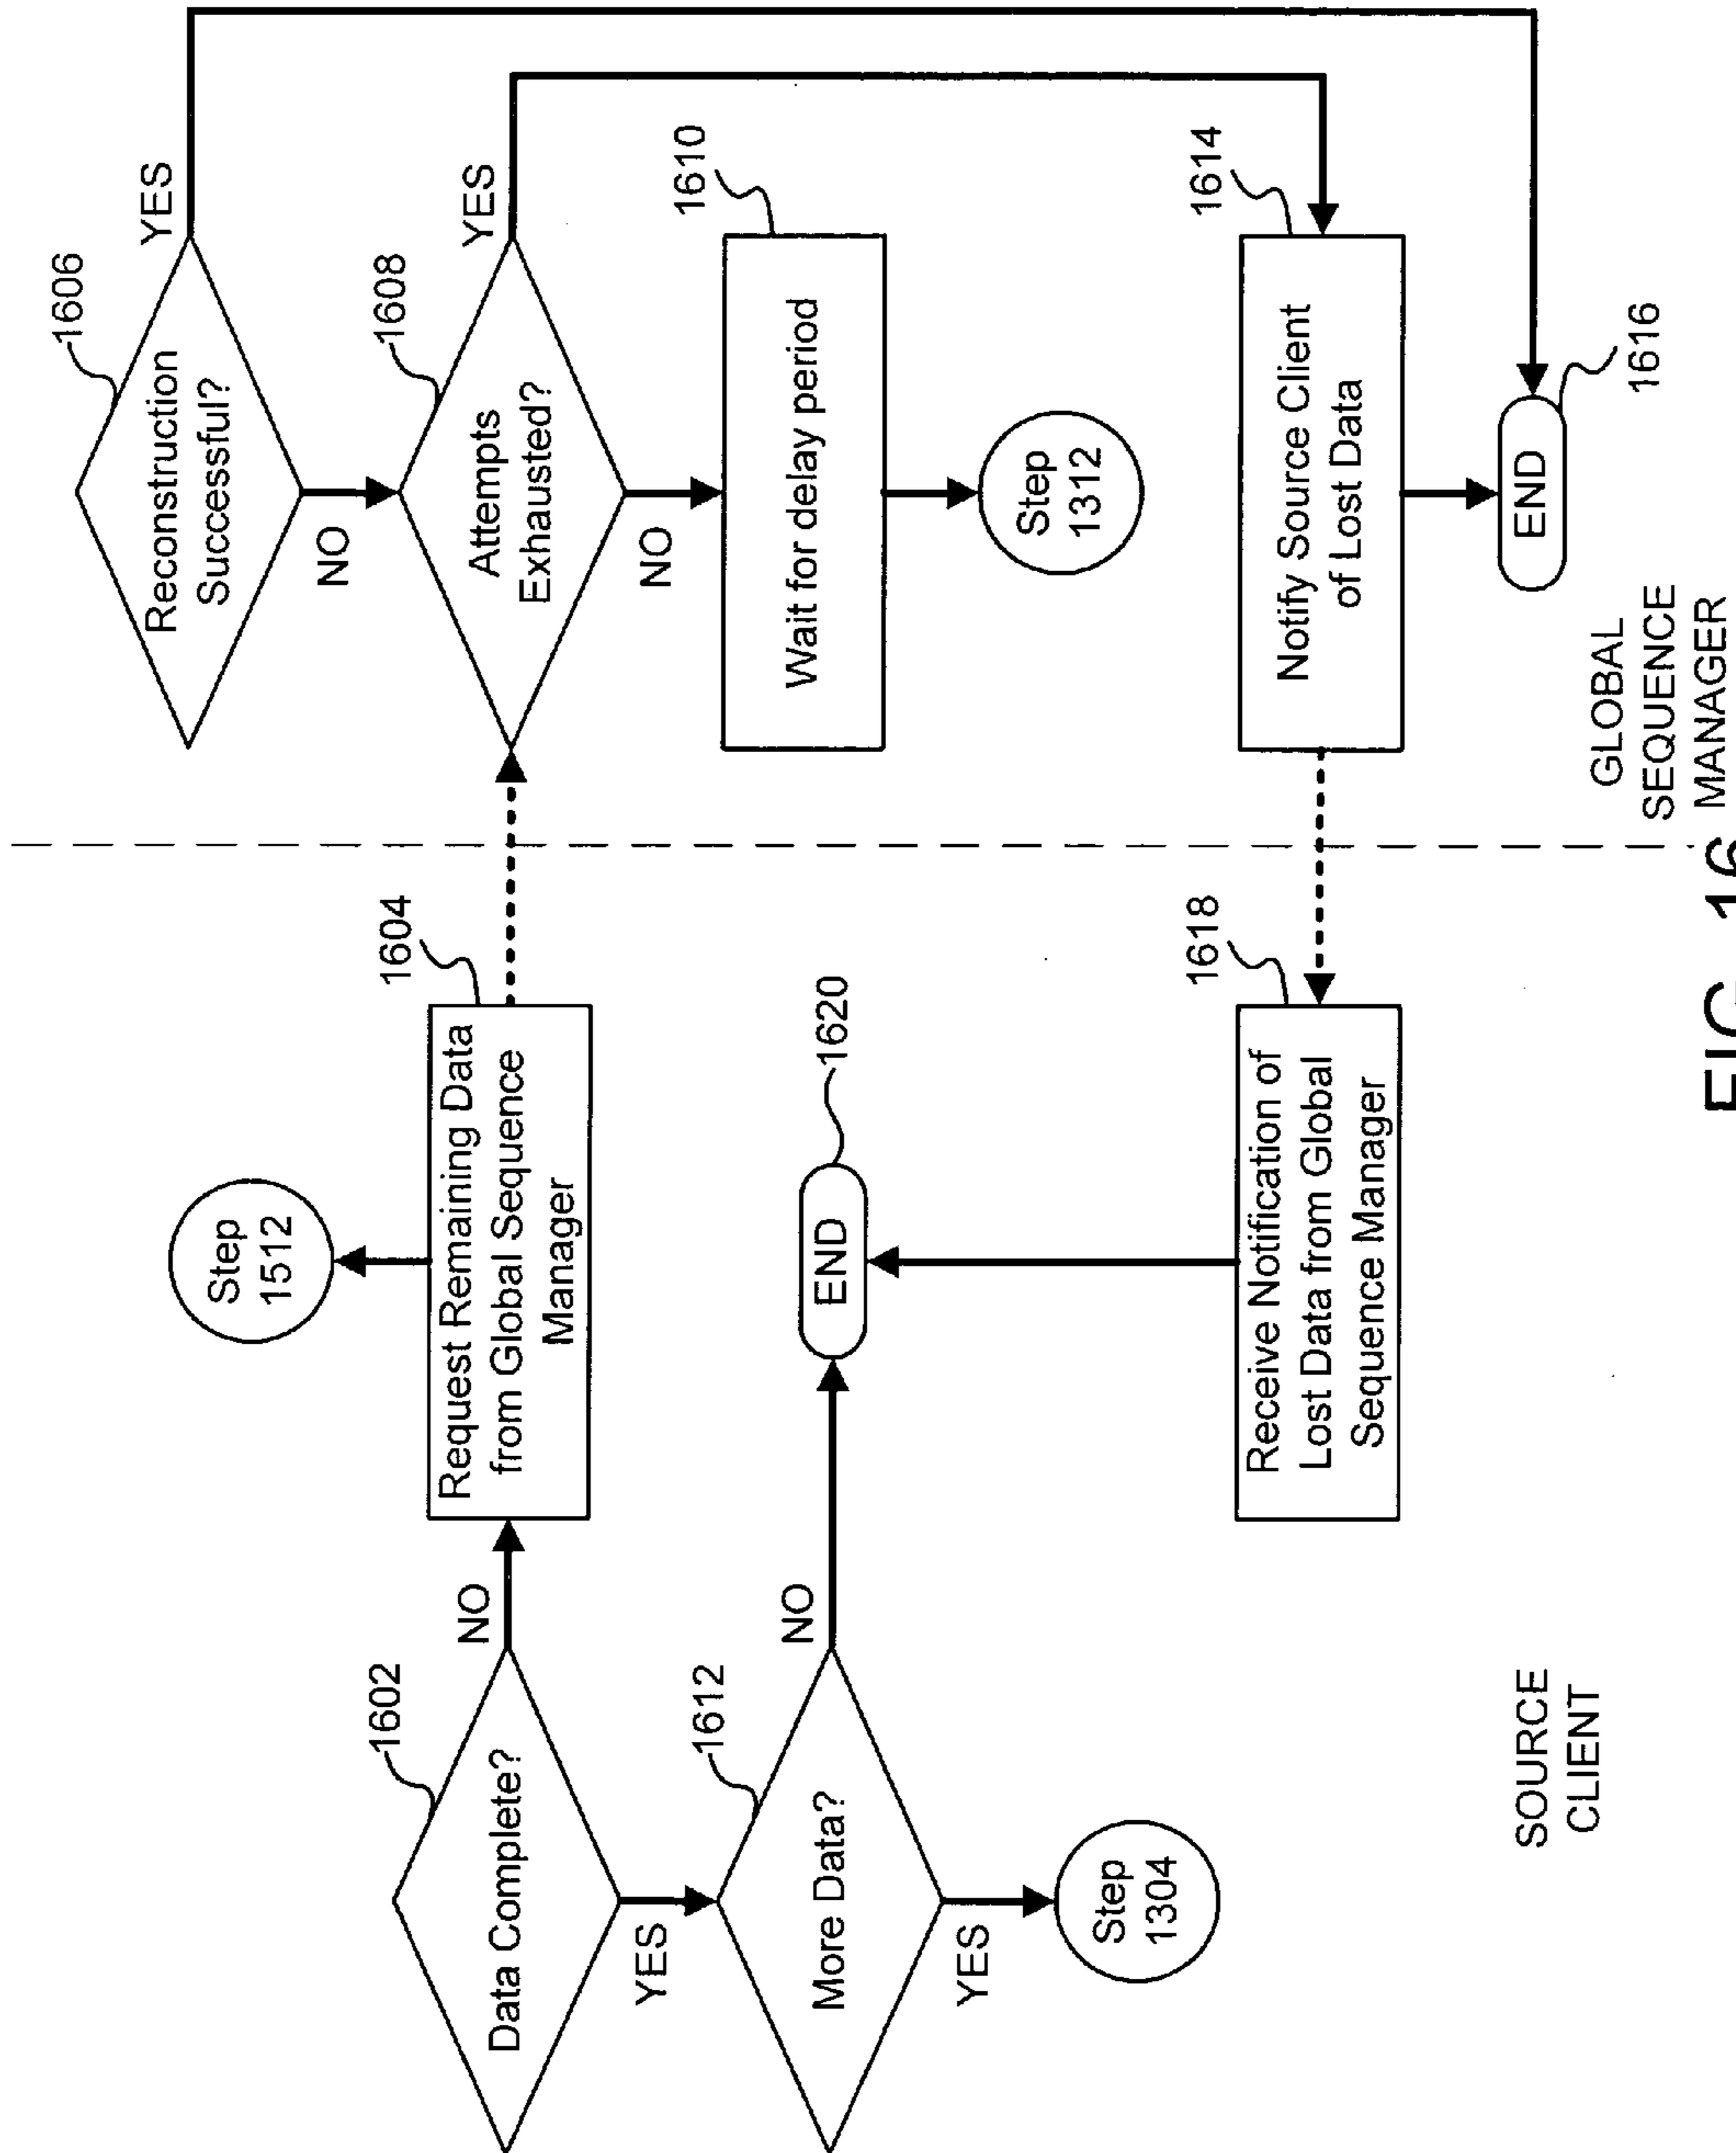 1602
Data Complete?
NO
YES
1612
More Data?
NO
YES
Step
1304
Step
1512
1604
Request Remaining Data
from Global Sequence
Manager
1620
END
1618
Receive Notification of
Lost Data from Global
Sequence Manager
SOURCE
CLIENT
1606
Reconstruction
Successful?
YES
NO
1608
Attempts
Exhausted?
YES
NO
1610
Wait for delay period
Step
1312
1614
Notify Source Client
of Lost Data
END
1616
GLOBAL
SEQUENCE
MANAGER
FIG. 16